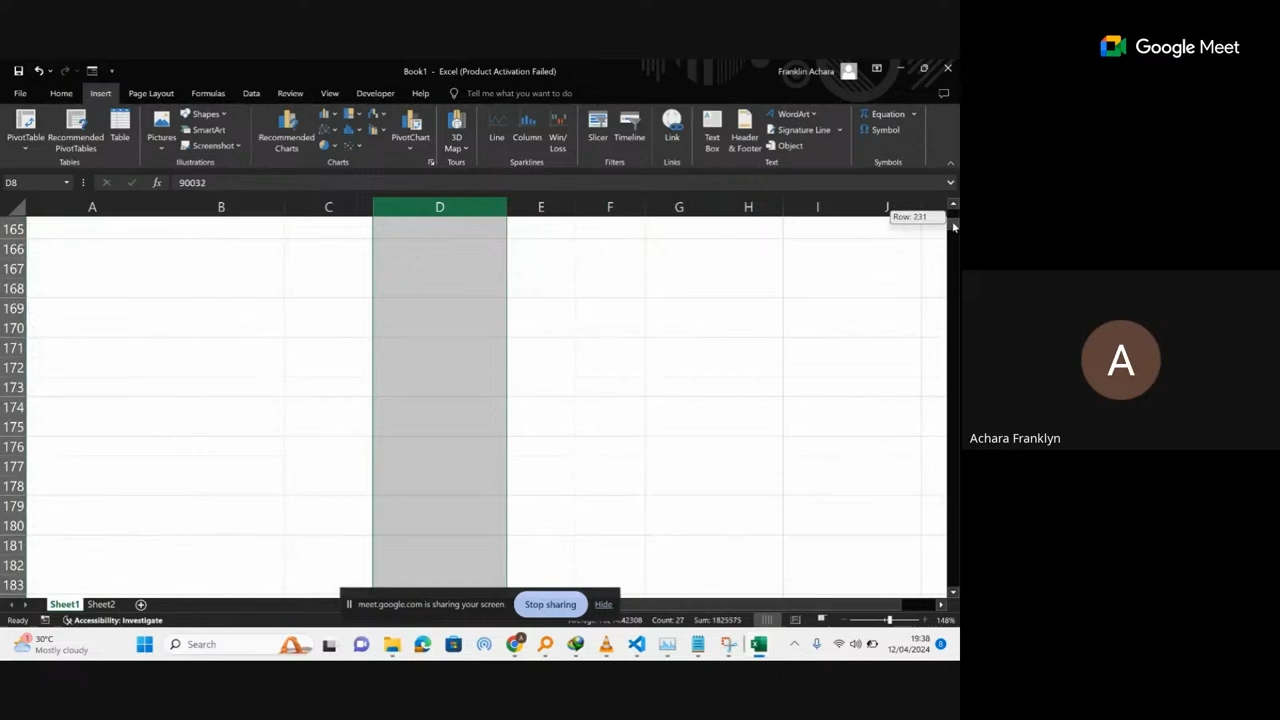 Google Meet
Book1 - Excel (Product Activation Failed)
Franklin Achara
File Home Insert Page Layout Formulas Data Review View Developer Help Tell me what you want to do
PivotTable Recommended PivotTables Table
Tables
Pictures Shapes SmartArt Screenshot
Illustrations
Recommended Charts PivotChart
Charts
3D Map
Tours
Line Column Win/Loss
Sparklines
Slicer Timeline
Filters
Link
Links
Text Box Header & Footer WordArt Signature Line Object
Text
Equation Symbol
Symbols
D8 fx 90032
A B C D E F G H I J
Row: 231
165
166
167
168
169
170
171
172
173
174
175
176
177
178
179
180
181
182
183
A
Achara Franklyn
Sheet1 Sheet2
meet.google.com is sharing your screen. Stop sharing Hide
Ready Accessibility: Investigate Count: 27 Sum: 1825575 148%
1
30°C
Mostly cloudy
Search
19:38
12/04/2024
8